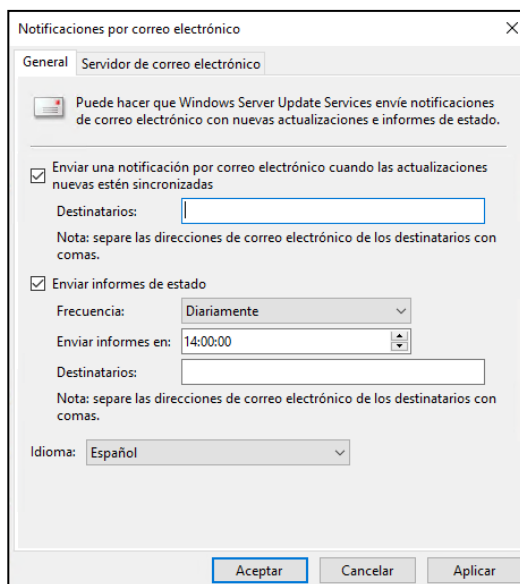 Notificaciones por correo electrónico
General
Servidor de correo electrónico
Puede hacer que Windows Server Update Services envíe notificaciones
de correo electrónico con nuevas actualizaciones e informes de estado.
Enviar una notificación por correo electrónico cuando las actualizaciones
nuevas estén sincronizadas
Destinatarios:
Nota: separe las direcciones de correo electrónico de los destinatarios con
comas.
Enviar informes de estado
Frecuencia: Diariamente
Enviar informes en: 14:00:00
Destinatarios:
Nota: separe las direcciones de correo electrónico de los destinatarios con
comas.
Idioma: Español
Aceptar Cancelar Aplicar